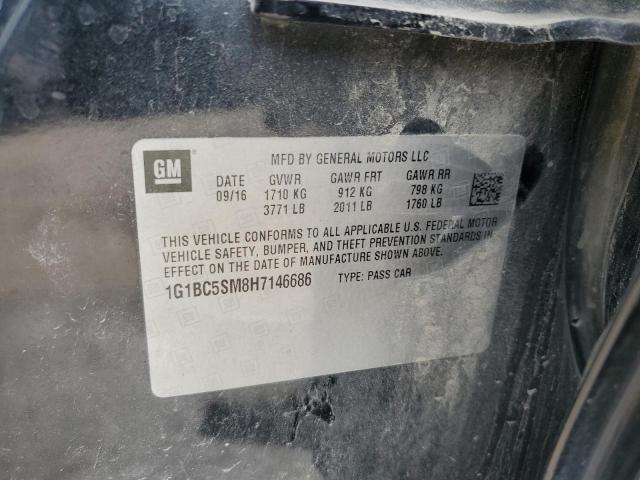 GM
MFD BY GENERAL MOTORS LLC
DATE GVWR GAWR FRT GAWR RR
09/16 1710 KG 912 KG 798 KG
3771 LB 2011 LB 1760 LB
THIS VEHICLE CONFORMS TO ALL APPLICABLE U.S. FEDERAL MOTOR
VEHICLE SAFETY, BUMPER, AND THEFT PREVENTION STANDARDS IN
EFFECT ON THE DATE OF MANUFACTURE SHOWN ABOVE.
1G1BC5SM8H7146686 TYPE: PASS CAR